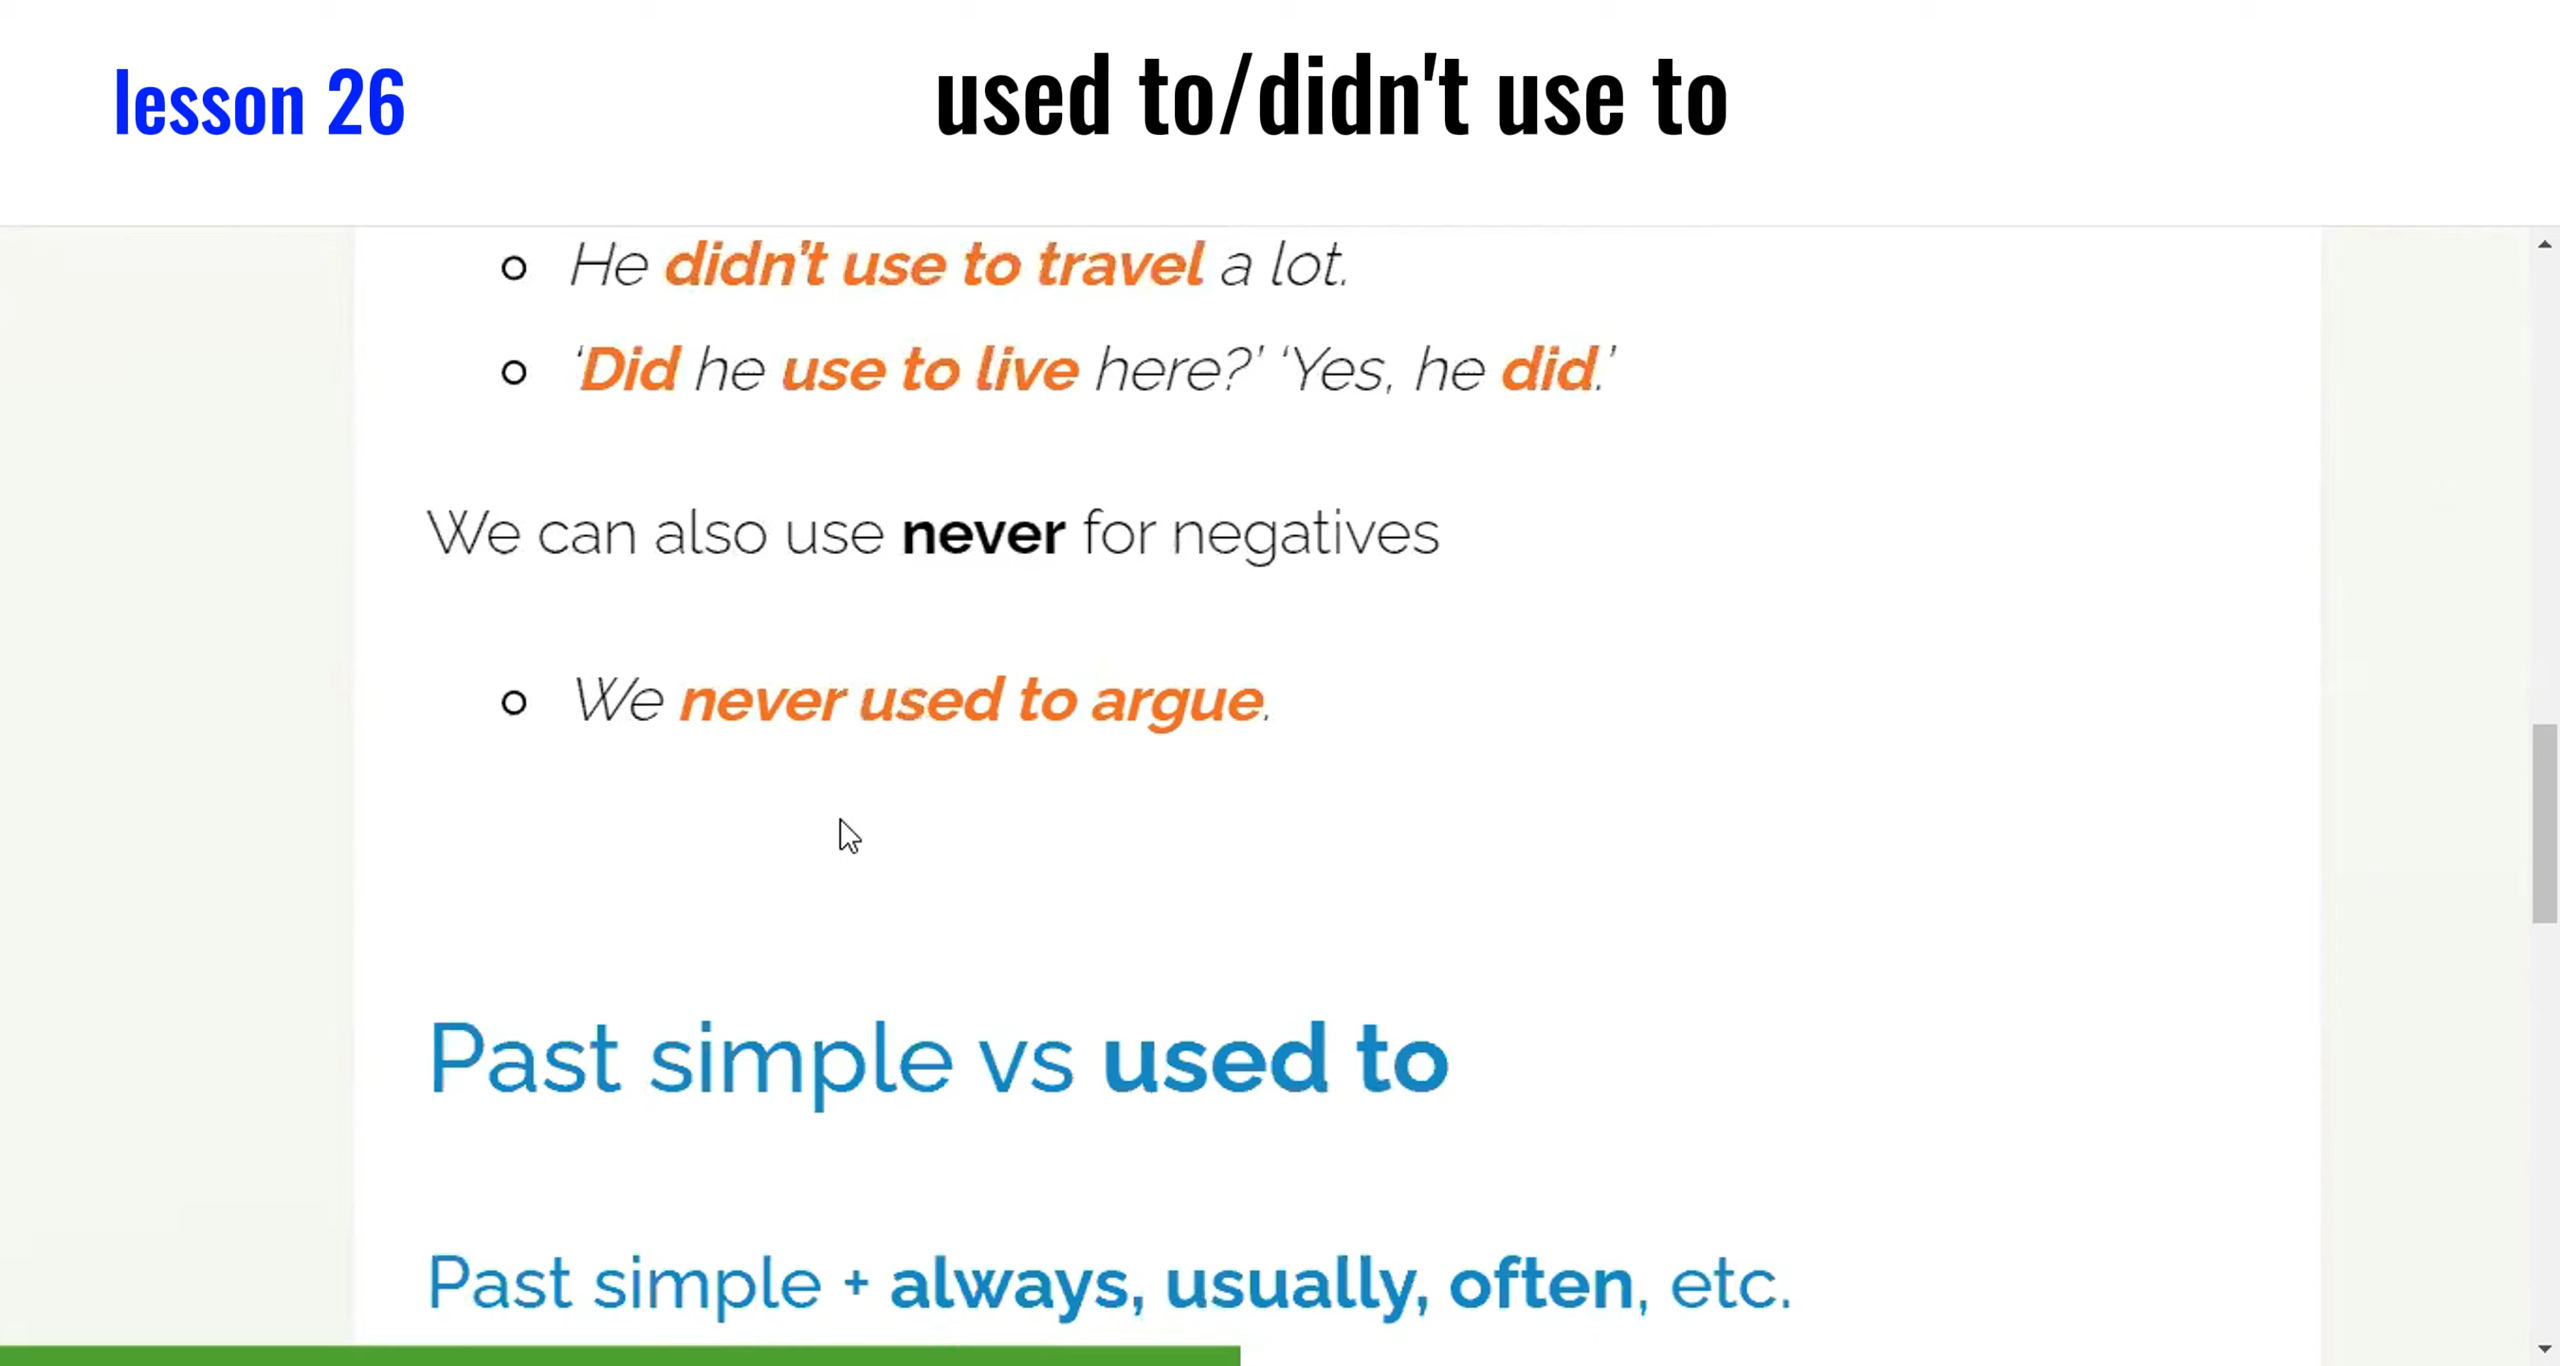 lesson 26
used to/didn't use to
He didn’t use to travel a lot.
‘Did he use to live here?’ ‘Yes, he did.’
We can also use never for negatives
We never used to argue.
Past simple vs used to
Past simple + always, usually, often, etc.